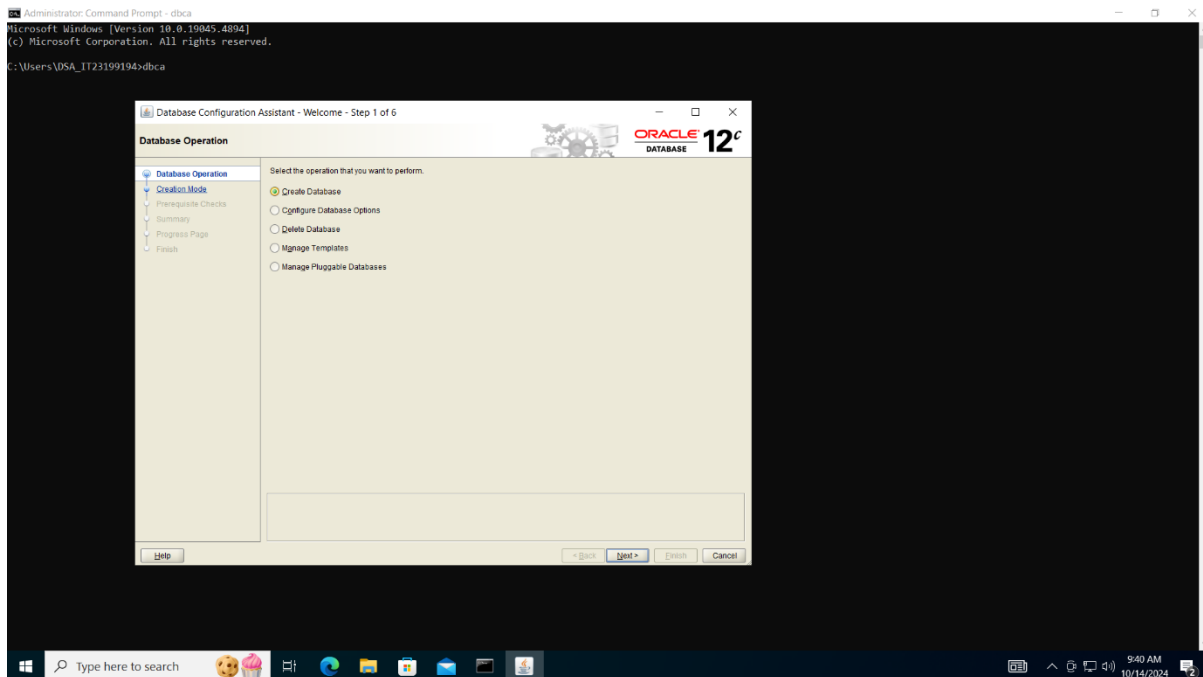 Administrator: Command Prompt - dbca
Microsoft Windows [Version 10.0.19045.4894]
(c) Microsoft Corporation. All rights reserved.
C:\Users\DSA_IT23199194>dbca
Database Configuration Assistant - Welcome - Step 1 of 6
Database Operation
ORACLE
DATABASE
12c
Database Operation
Creation Mode
Prerequisite Checks
Summary
Progress Page
Finish
Select the operation that you want to perform.
Create Database
Configure Database Options
Delete Database
Manage Templates
Manage Pluggable Databases
Help
< Back
Next >
Finish
Cancel
Type here to search
9:40 AM
10/14/2024
2